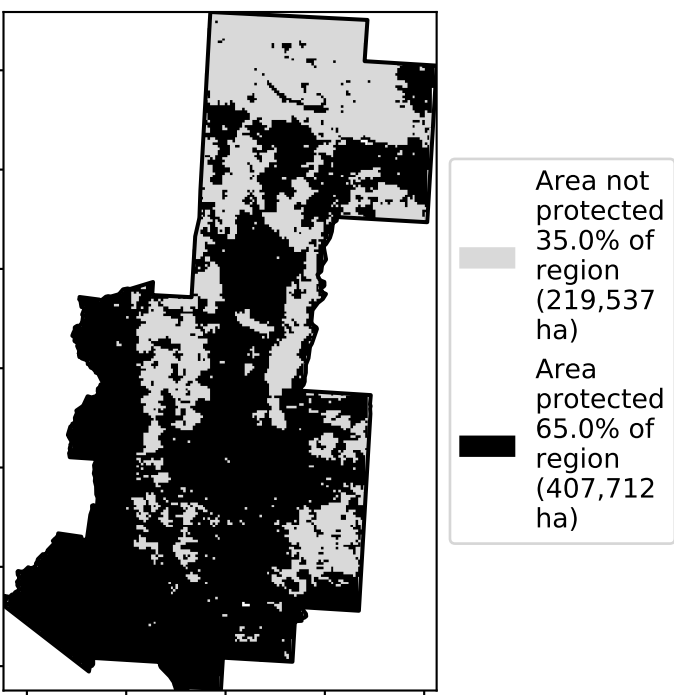 Area not
protected
35.0% of
region
(219,537
ha)
Area
protected
65.0% of
region
(407,712
ha)